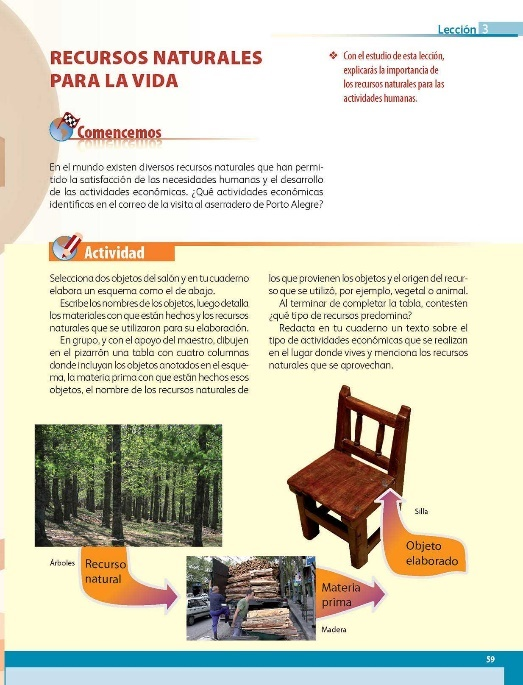 Lección 3
RECURSOS NATURALES
PARA LA VIDA
❖ Con el estudio de esta lección,
explicarás la importancia de
los recursos naturales para las
actividades humanas.
Comencemos
En el mundo existen diversos recursos naturales que han permi-
tido la satisfacción de las necesidades humanas y el desarrollo
de las actividades económicas. ¿Qué actividades económicas
identificas en el correo de la visita al aserradero de Porto Alegre?
Actividad
Selecciona dos objetos del salón y en tu cuaderno
elabora un esquema como el de abajo.
Escribe los nombres de los objetos, luego detalla
los materiales con que están hechos y los recursos
naturales que se utilizaron para su elaboración.
En grupo, y con el apoyo del maestro, dibujen
en el pizarrón una tabla con cuatro columnas
donde incluyan los objetos anotados en el esque-
ma, la materia prima con que están hechos esos
objetos, el nombre de los recursos naturales de
los que provienen los objetos y el origen del recur-
so que se utilizó, por ejemplo, vegetal o animal.
Al terminar de completar la tabla, contesten
¿qué tipo de recursos predomina?
Redacta en tu cuaderno un texto sobre el
tipo de actividades económicas que se realizan
en el lugar donde vives y menciona los recursos
naturales que se aprovechan.
Silla
Objeto
elaborado
Árboles
Recurso
natural
Materia
prima
Madera
59